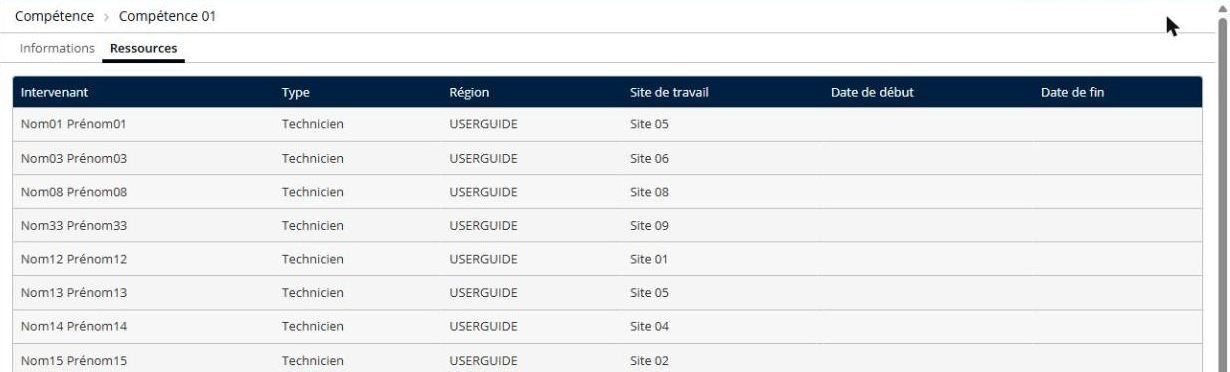 Compétence > Compétence 01
Informations Ressources
Intervenant Type Région Site de travail Date de début Date de fin
Nom01 Prénom01 Technicien USERGUIDE Site 05
Nom03 Prénom03 Technicien USERGUIDE Site 06
Nom08 Prénom08 Technicien USERGUIDE Site 08
Nom33 Prénom33 Technicien USERGUIDE Site 09
Nom12 Prénom12 Technicien USERGUIDE Site 01
Nom13 Prénom13 Technicien USERGUIDE Site 05
Nom14 Prénom14 Technicien USERGUIDE Site 04
Nom15 Prénom15 Technicien USERGUIDE Site 02